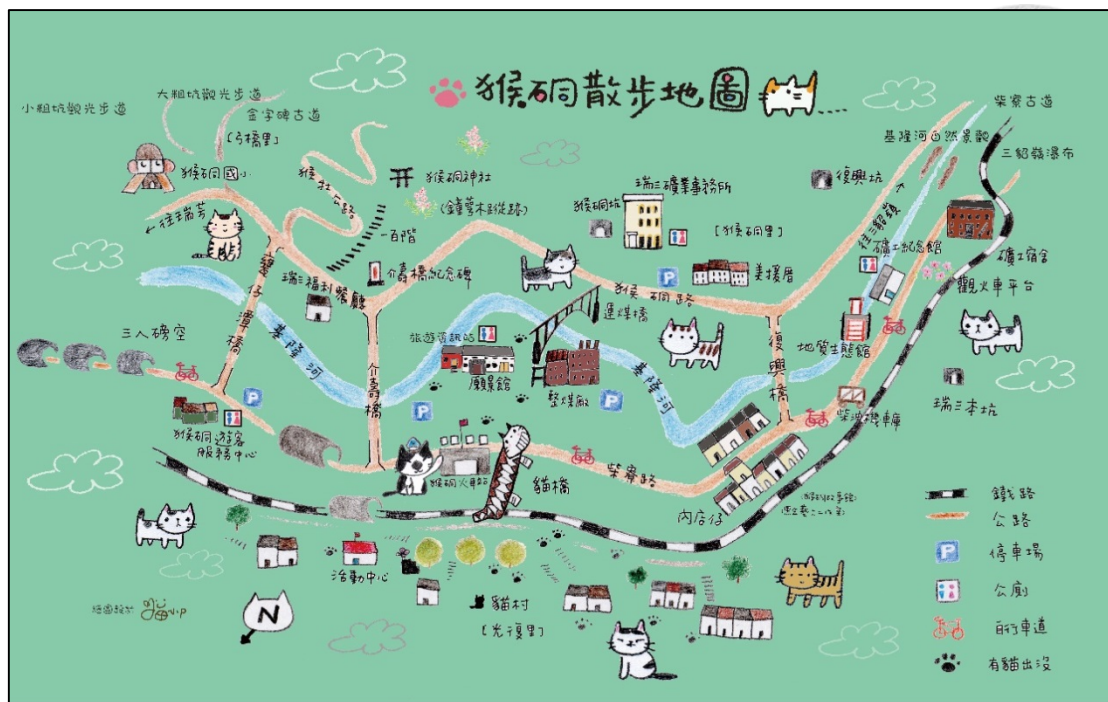 猴硐散步地圖
小粗坑觀光步道
大粗坑觀光步道
金字碑古道
[弓橋里]
猴硐國小
←往瑞芳
猴牡公路
猴硐神社
(鐘萼木步道)
一百階
介壽橋紀念碑
瑞三福利餐廳
瑞三礦業事務所
猴硐坑
[猴硐里]
美援厝
猴硐路
運煤橋
復興坑
往三貂嶺
基隆河自然景觀
柴寮古道
三貂嶺瀑布
礦工紀念館
礦工宿舍
觀火車平台
地質生態館
瑞三本坑
柴油機車庫
復興橋
三人磅空
基隆河
介壽橋
旅遊資訊站
願景館
整煤廠
基隆河
猴硐遊客
服務中心
猴硐火車站
貓橋
柴寮路
內店仔
活動中心
貓村
[光復里]
N
鐵路
公路
P
停車場
公廁
自行車道
有貓出沒